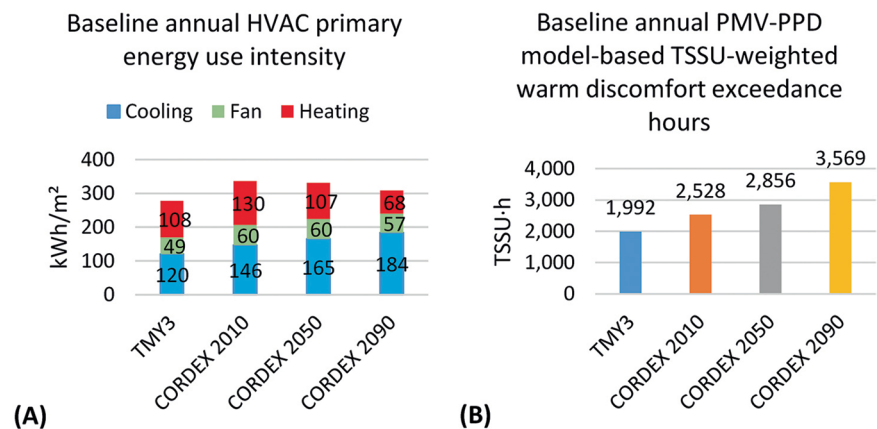 Baseline annual HVAC primary
energy use intensity
Cooling Fan Heating
400
300
200
100
0
kWh/m²
108
49
120
130
60
146
107
60
165
68
57
184
TMY3
CORDEX 2010
CORDEX 2050
CORDEX 2090
(A)
Baseline annual PMV-PPD
model-based TSSU-weighted
warm discomfort exceedance
hours
4,000
3,000
2,000
1,000
0
TSSU·h
1,992
2,528
2,856
3,569
TMY3
CORDEX 2010
CORDEX 2050
CORDEX 2090
(B)